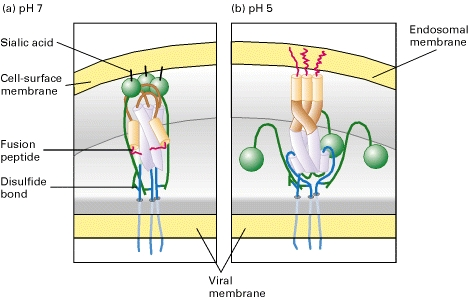 (a) pH 7
(b) pH 5
Sialic acid
Endosomal
membrane
Cell-surface
membrane
Fusion
peptide
Disulfide
bond
Viral
membrane